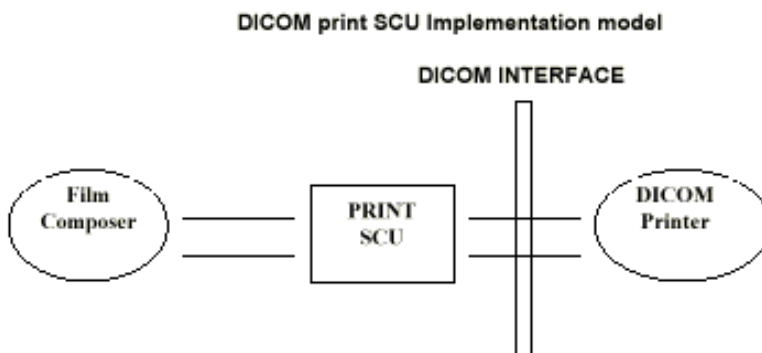 DICOM print SCU Implementation model
DICOM INTERFACE
Film
Composer
PRINT
SCU
DICOM
Printer